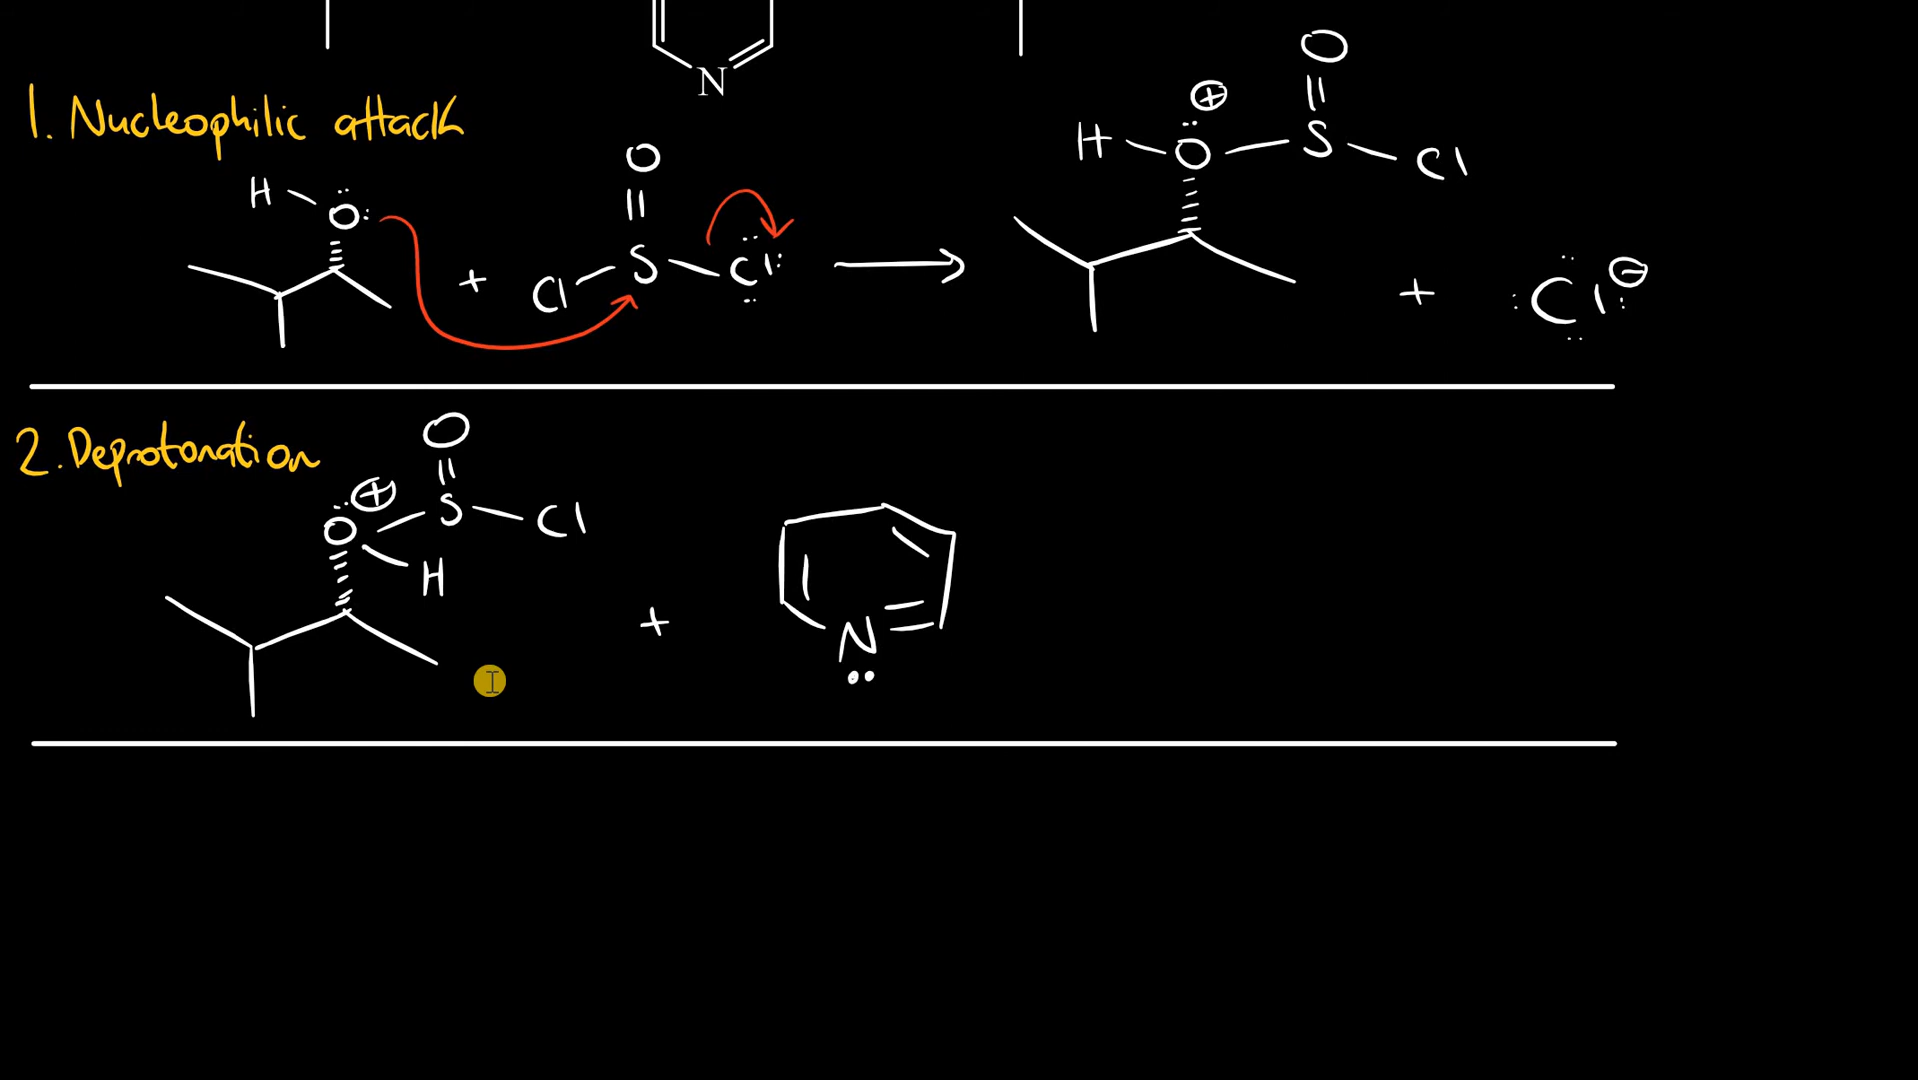 N
1. Nucleophilic attack
H
O
+
Cl
S
O
Cl
H
O
⊕
S
O
Cl
+
Cl
⊖
2. Deprotonation
O
⊕
S
O
Cl
H
+
N